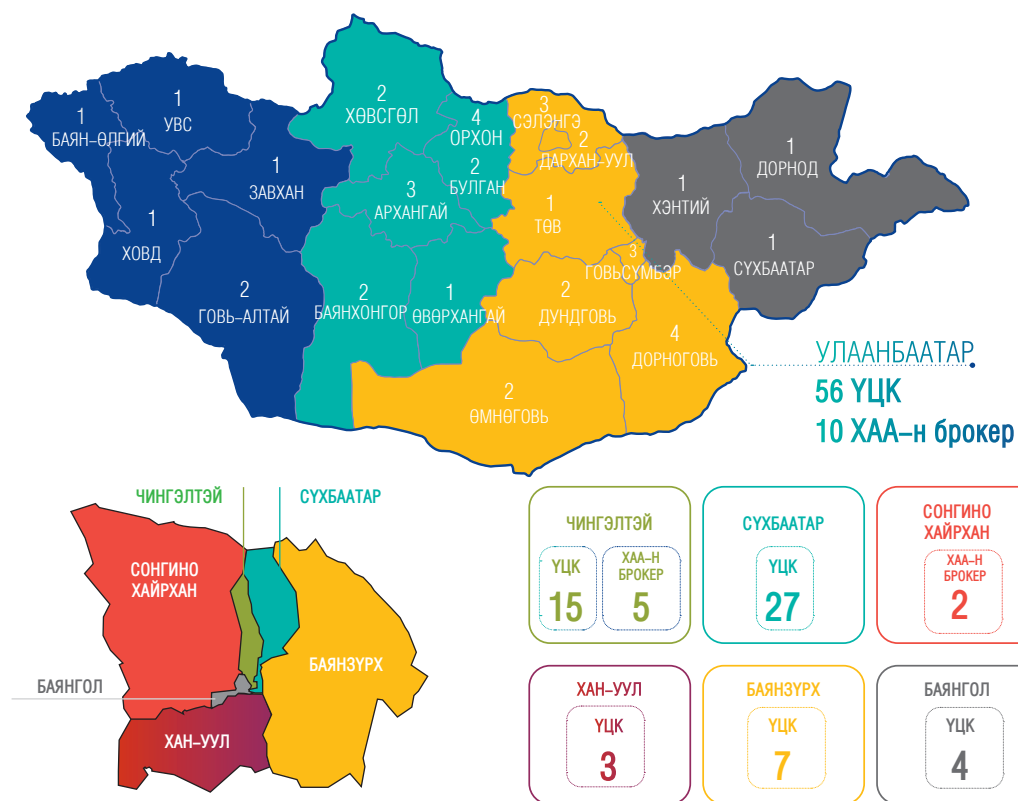 1
БАЯН–ӨЛГИЙ
1
УВС
1
ЗАВХАН
1
ХОВД
2
ГОВЬ–АЛТАЙ
2
ХӨВСГӨЛ
4
ОРХОН
2
БУЛГАН
3
АРХАНГАЙ
2
БАЯНХОНГОР
1
ӨВӨРХАНГАЙ
3
СЭЛЭНГЭ
2
ДАРХАН–УУЛ
1
ТӨВ
3
ГОВЬСҮМБЭР
2
ДУНДГОВЬ
4
ДОРНОГОВЬ
2
ӨМНӨГОВЬ
1
ХЭНТИЙ
1
ДОРНОД
1
СҮХБААТАР
УЛААНБААТАР
56 ҮЦК
10 ХАА–н брокер
ЧИНГЭЛТЭЙ
СҮХБААТАР
СОНГИНО
ХАЙРХАН
БАЯНЗҮРХ
БАЯНГОЛ
ХАН–УУЛ
ЧИНГЭЛТЭЙ
ҮЦК
15
ХАА–Н
БРОКЕР
5
СҮХБААТАР
ҮЦК
27
СОНГИНО
ХАЙРХАН
ХАА–Н
БРОКЕР
2
ХАН–УУЛ
ҮЦК
3
БАЯНЗҮРХ
ҮЦК
7
БАЯНГОЛ
ҮЦК
4